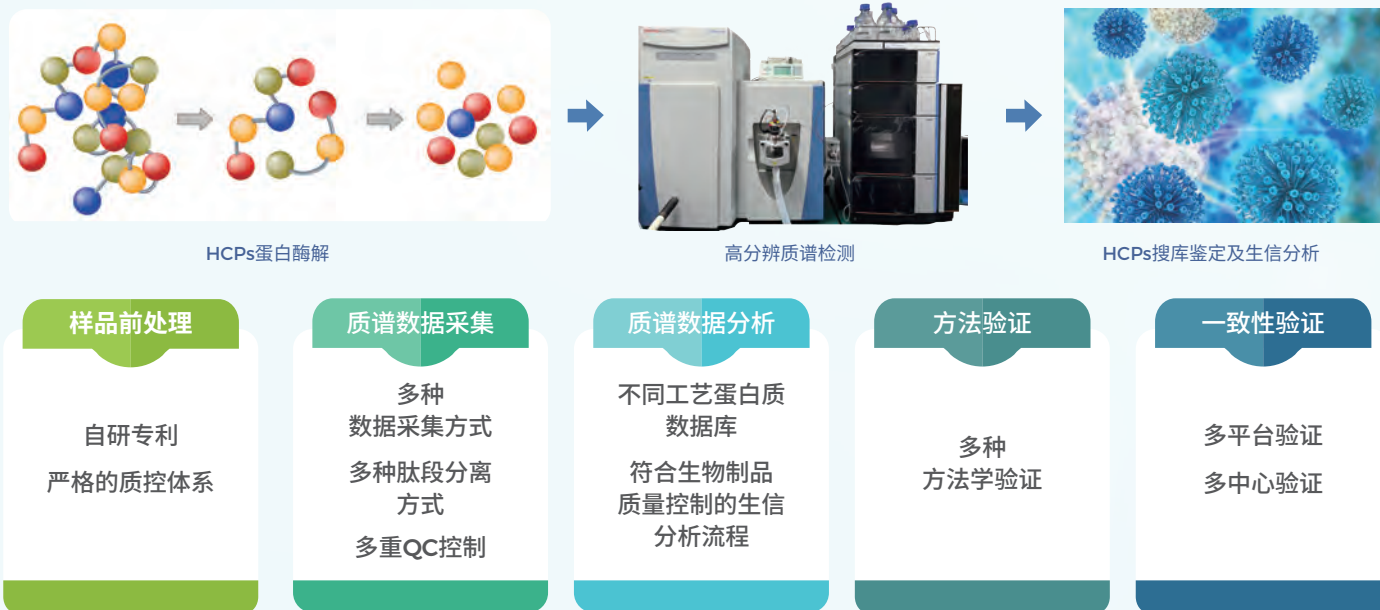 HCPs蛋白酶解
高分辨质谱检测
HCPs搜库鉴定及生信分析
样品前处理
自研专利
严格的质控体系
质谱数据采集
多种
数据采集方式
多种肽段分离
方式
多重QC控制
质谱数据分析
不同工艺蛋白质
数据库
符合生物制品
质量控制的生信
分析流程
方法验证
多种
方法学验证
一致性验证
多平台验证
多中心验证